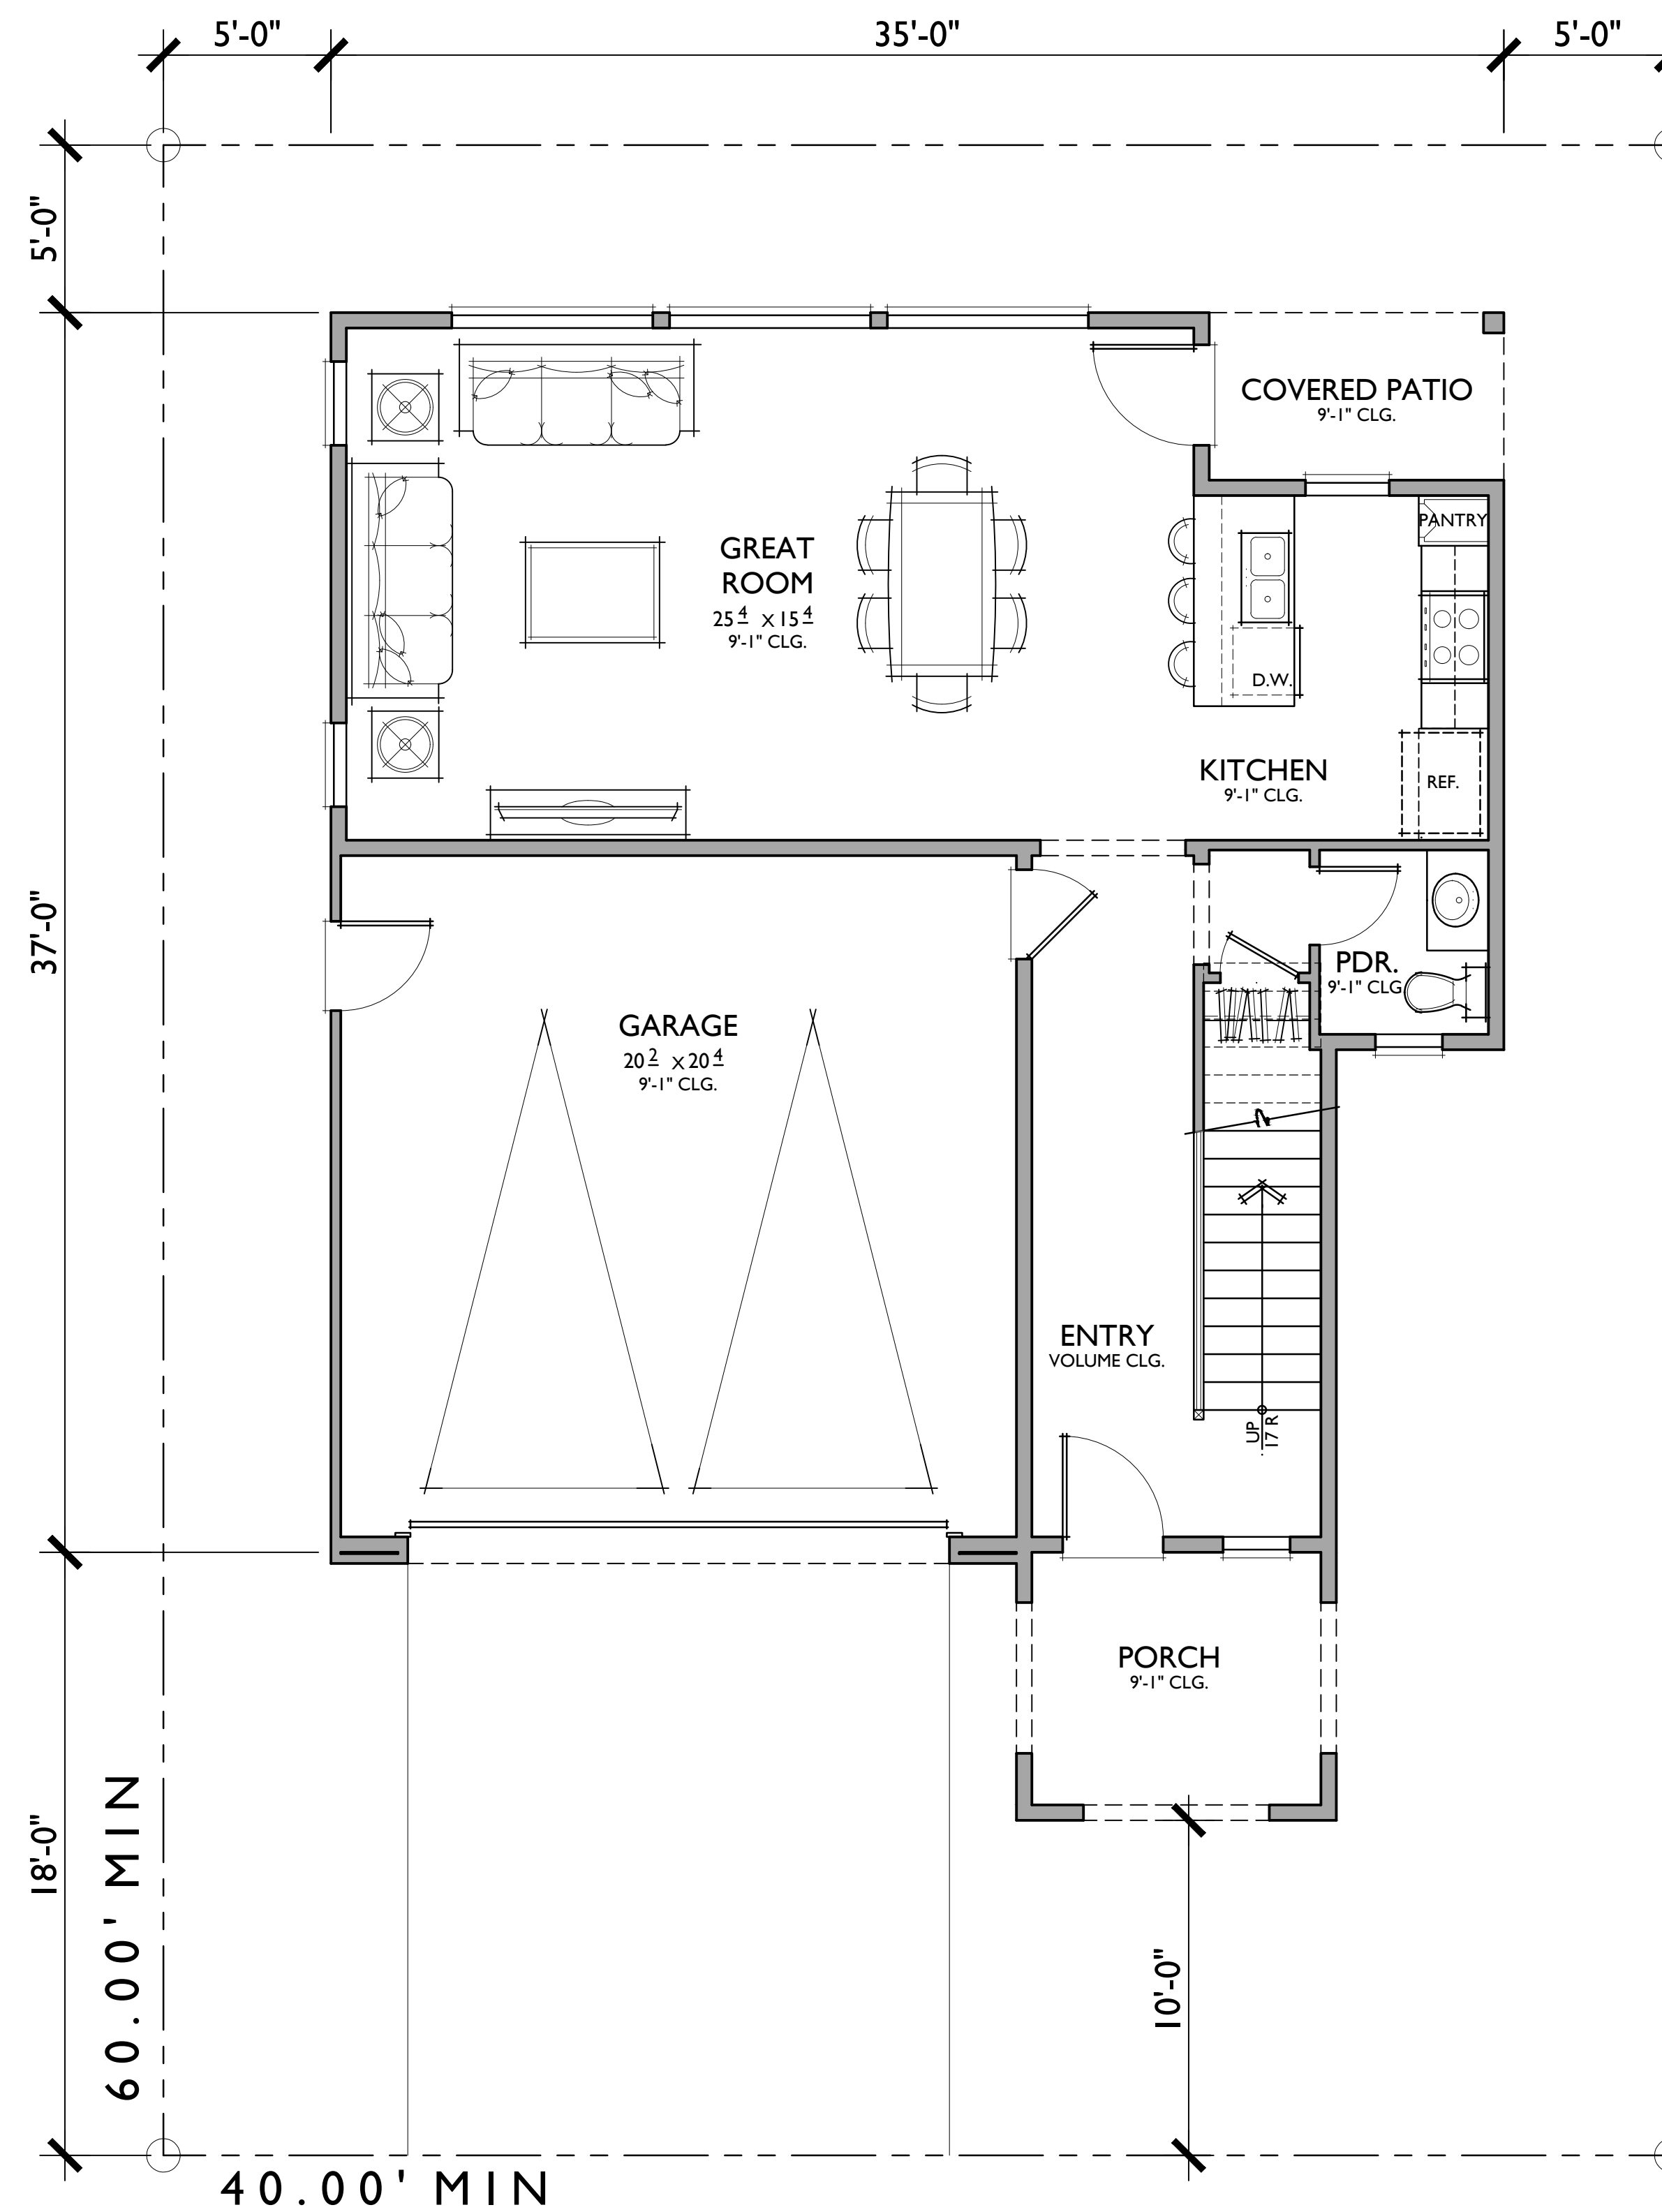 5'-0"
35'-0"
5'-0"
5'-0"
COVERED PATIO
9'-1" CLG.
PANTRY
GREAT
ROOM
25 4 X 15 4
9'-1" CLG.
D.W.
KITCHEN
9'-1" CLG.
REF.
37'-0"
PDR.
9'-1" CLG
GARAGE
20 2 X 20 4
9'-1" CLG.
ENTRY
VOLUME CLG.
UP
17 R
PORCH
9'-1" CLG.
18'-0"
60.00' MIN
10'-0"
40.00' MIN